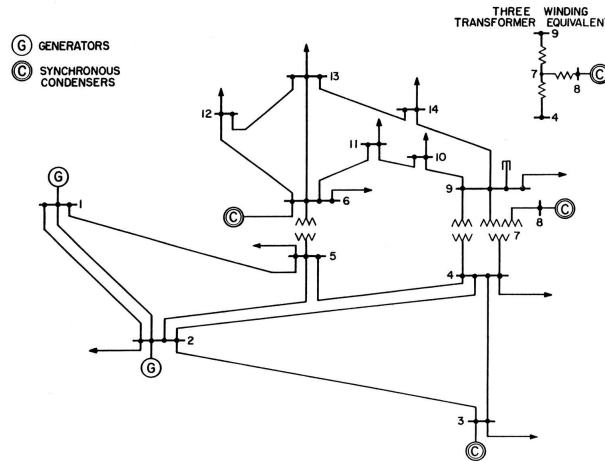 THREE WINDING
TRANSFORMER EQUIVALENT
9
7
C
8
4
G GENERATORS
C SYNCHRONOUS
CONDENSERS
13
14
12
11
10
G
1
C
6
9
8
C
7
5
4
2
G
3
C